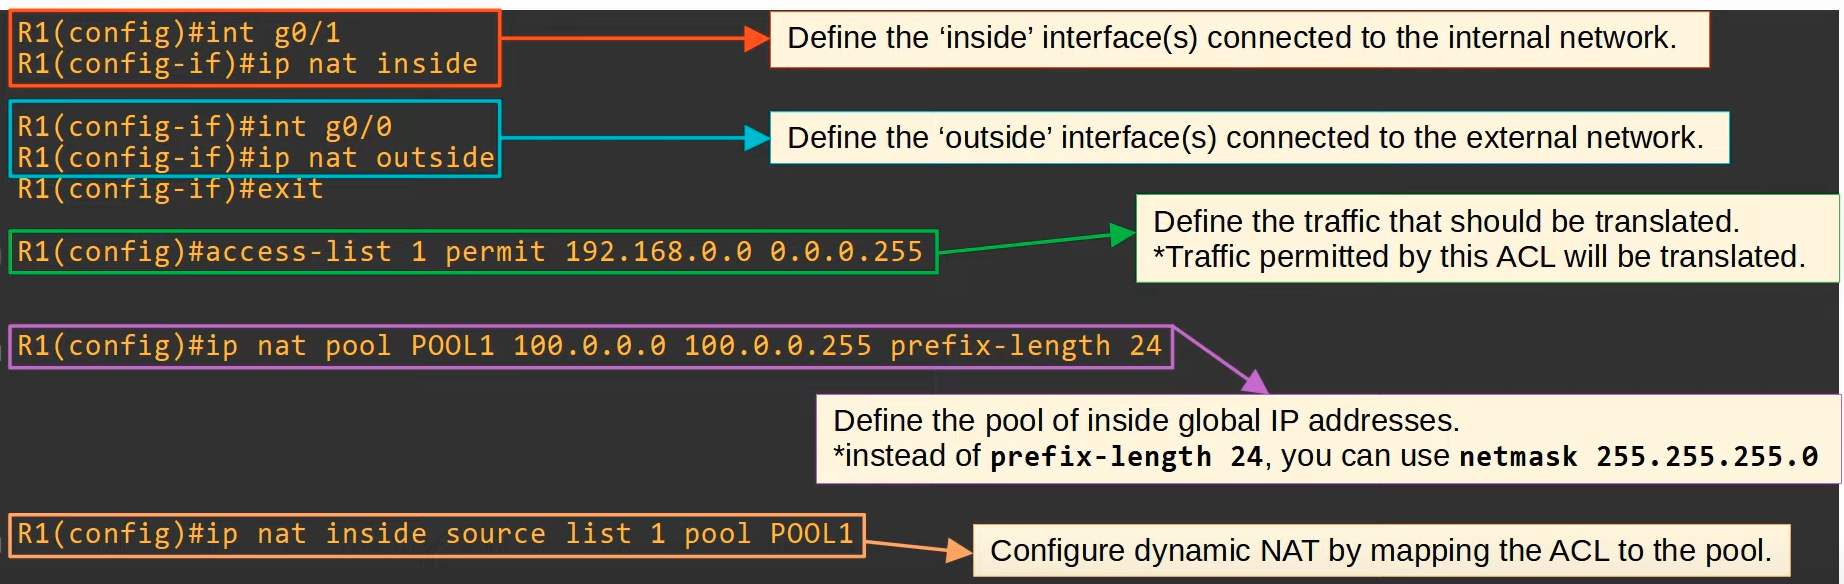 R1(config)#int g0/1
R1(config-if)#ip nat inside
Define the ‘inside’ interface(s) connected to the internal network.
R1(config-if)#int g0/0
R1(config-if)#ip nat outside
R1(config-if)#exit
Define the ‘outside’ interface(s) connected to the external network.
R1(config)#access-list 1 permit 192.168.0.0 0.0.0.255
Define the traffic that should be translated.
*Traffic permitted by this ACL will be translated.
R1(config)#ip nat pool POOL1 100.0.0.0 100.0.0.255 prefix-length 24
Define the pool of inside global IP addresses.
*instead of prefix-length 24, you can use netmask 255.255.255.0
R1(config)#ip nat inside source list 1 pool POOL1
Configure dynamic NAT by mapping the ACL to the pool.